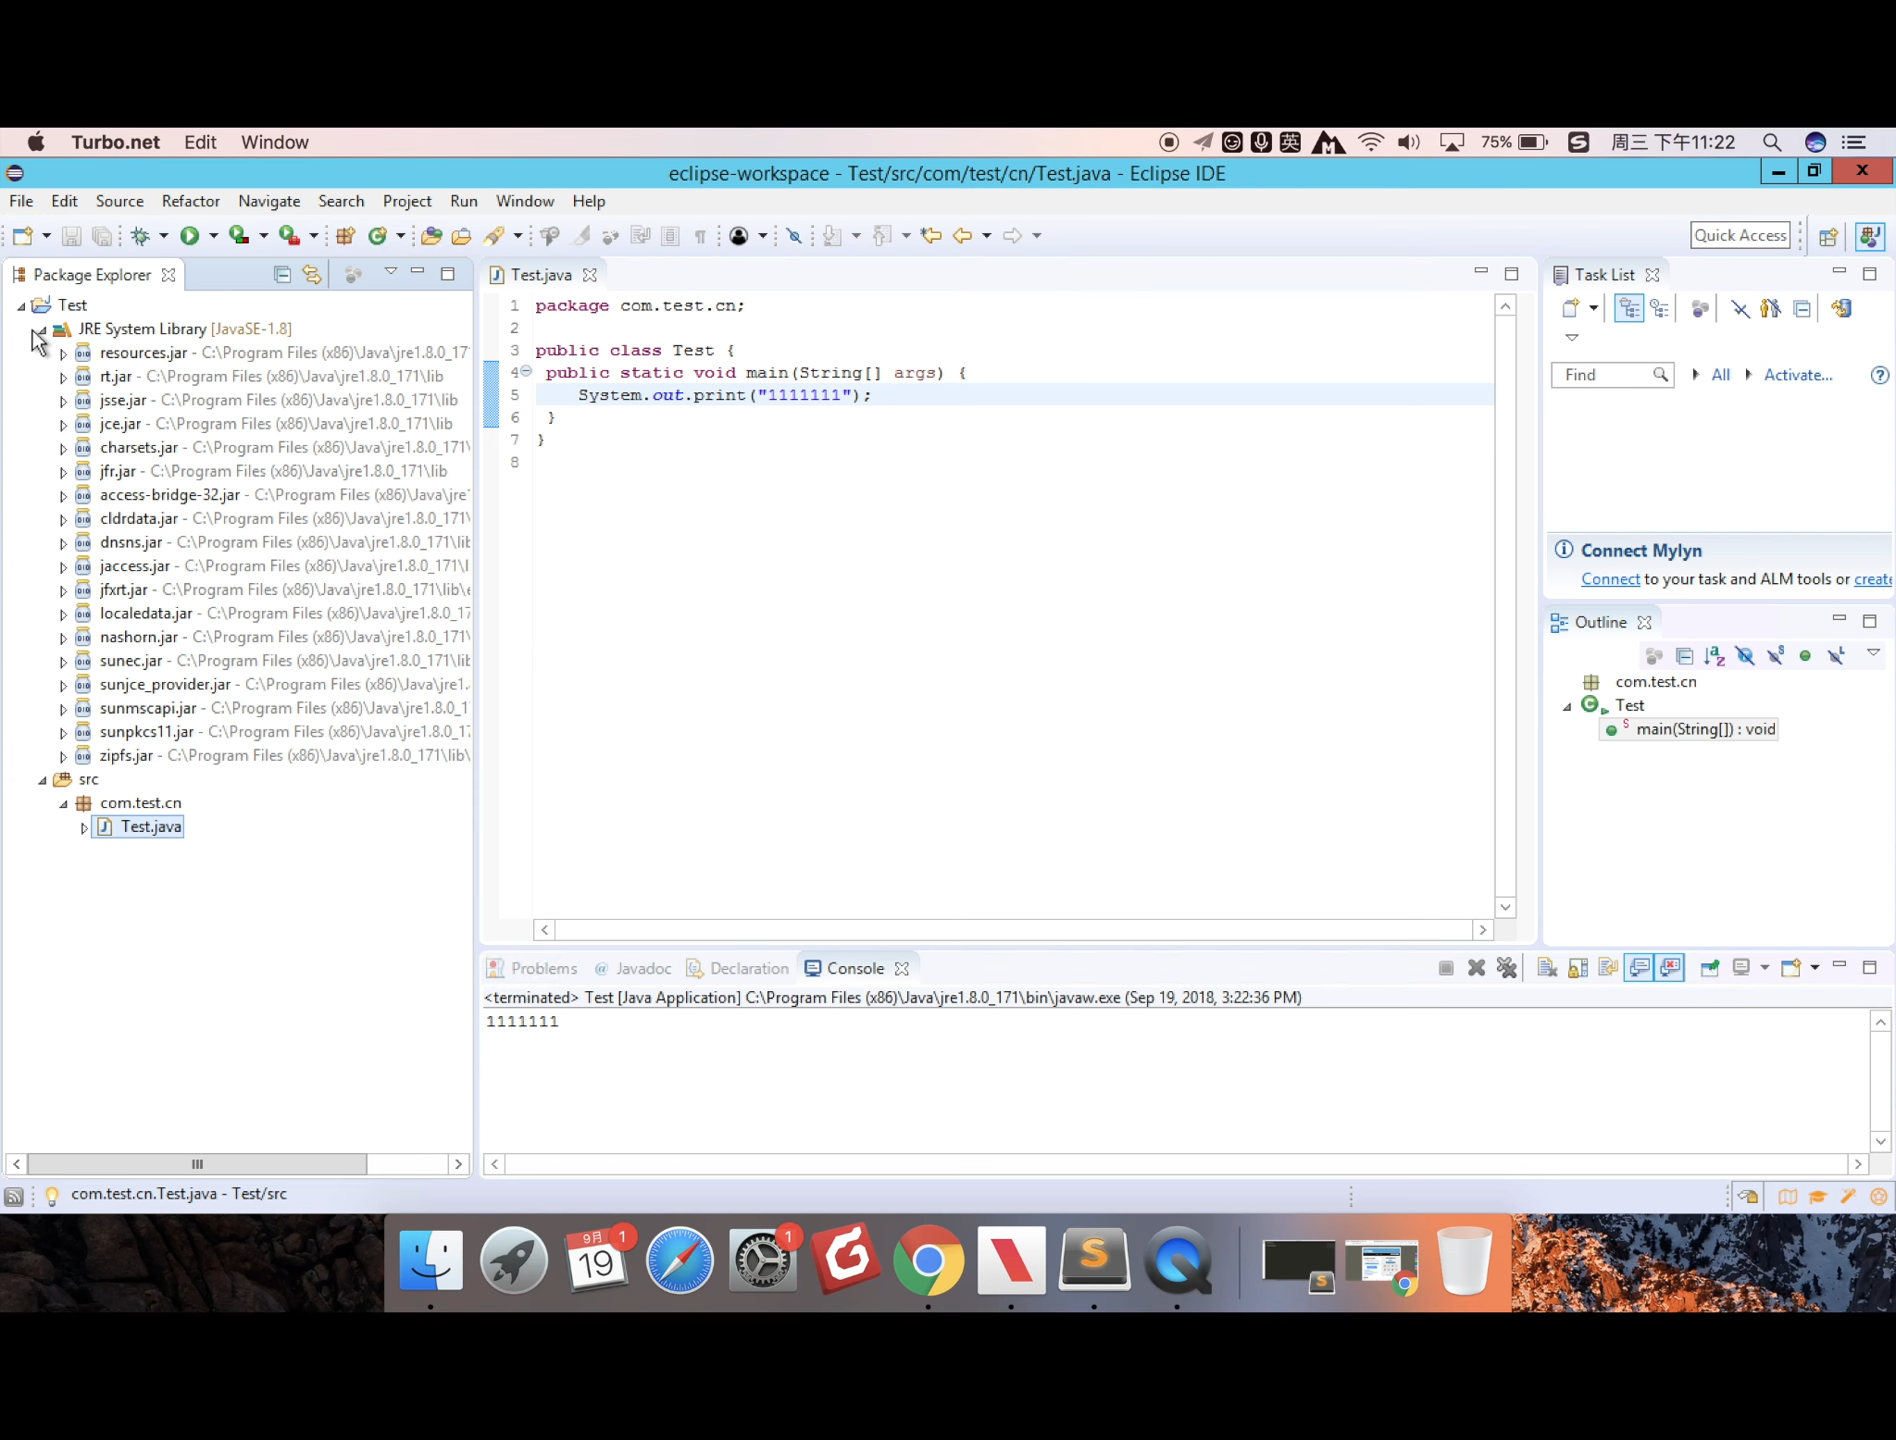 Turbo.net Edit Window 英 75% 周三 下午11:22
eclipse-workspace - Test/src/com/test/cn/Test.java - Eclipse IDE
File Edit Source Refactor Navigate Search Project Run Window Help
Quick Access
Package Explorer
Test
JRE System Library [JavaSE-1.8]
resources.jar - C:\Program Files (x86)\Java\jre1.8.0_17
rt.jar - C:\Program Files (x86)\Java\jre1.8.0_171\lib
jsse.jar - C:\Program Files (x86)\Java\jre1.8.0_171\lib
jce.jar - C:\Program Files (x86)\Java\jre1.8.0_171\lib
charsets.jar - C:\Program Files (x86)\Java\jre1.8.0_171\
jfr.jar - C:\Program Files (x86)\Java\jre1.8.0_171\lib
access-bridge-32.jar - C:\Program Files (x86)\Java\jre
cldrdata.jar - C:\Program Files (x86)\Java\jre1.8.0_171\
dnsns.jar - C:\Program Files (x86)\Java\jre1.8.0_171\lib
jaccess.jar - C:\Program Files (x86)\Java\jre1.8.0_171\l
jfxrt.jar - C:\Program Files (x86)\Java\jre1.8.0_171\lib\e
localedata.jar - C:\Program Files (x86)\Java\jre1.8.0_17
nashorn.jar - C:\Program Files (x86)\Java\jre1.8.0_171\
sunec.jar - C:\Program Files (x86)\Java\jre1.8.0_171\lib
sunjce_provider.jar - C:\Program Files (x86)\Java\jre1.
sunmscapi.jar - C:\Program Files (x86)\Java\jre1.8.0_1
sunpkcs11.jar - C:\Program Files (x86)\Java\jre1.8.0_17
zipfs.jar - C:\Program Files (x86)\Java\jre1.8.0_171\lib\
src
com.test.cn
Test.java
Test.java
1 package com.test.cn;
2
3 public class Test {
4 public static void main(String[] args) {
5 System.out.print("1111111");
6 }
7 }
8
Task List
Find All Activate...
Connect Mylyn
Connect to your task and ALM tools or create
Outline
com.test.cn
Test
main(String[]) : void
Problems Javadoc Declaration Console
<terminated> Test [Java Application] C:\Program Files (x86)\Java\jre1.8.0_171\bin\javaw.exe (Sep 19, 2018, 3:22:36 PM)
1111111
com.test.cn.Test.java - Test/src
9月
19
1
1